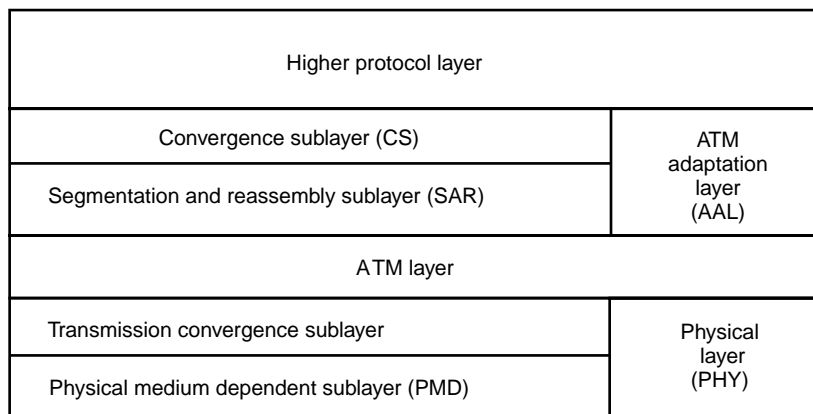 Higher protocol layer
Convergence sublayer (CS)
Segmentation and reassembly sublayer (SAR)
ATM
adaptation
layer
(AAL)
ATM layer
Transmission convergence sublayer
Physical medium dependent sublayer (PMD)
Physical
layer
(PHY)